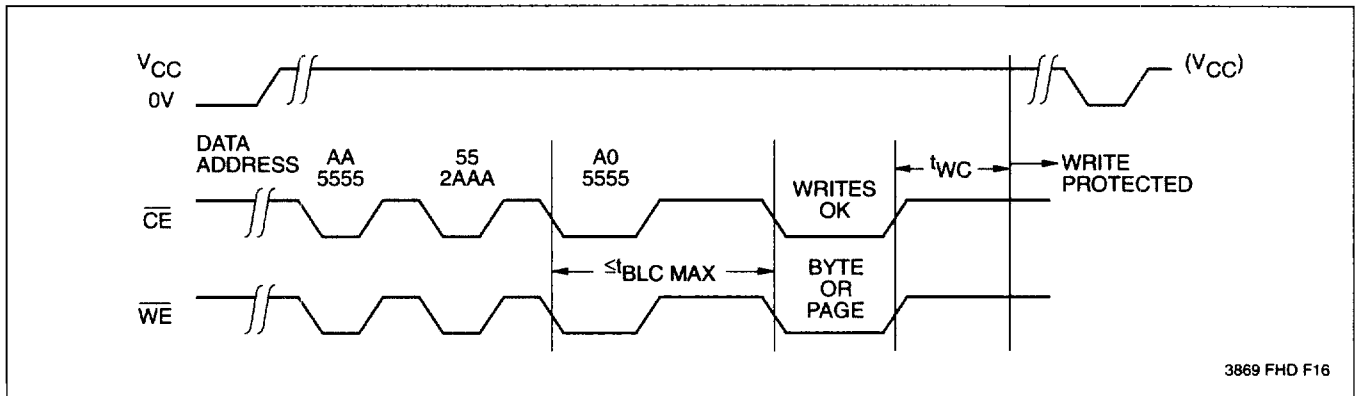 VCC
0V
(VCC)
DATA
ADDRESS
AA
5555
55
2AAA
A0
5555
WRITES
OK
tWC
WRITE
PROTECTED
CE
≤tBLC MAX
BYTE
OR
PAGE
WE
3869 FHD F16